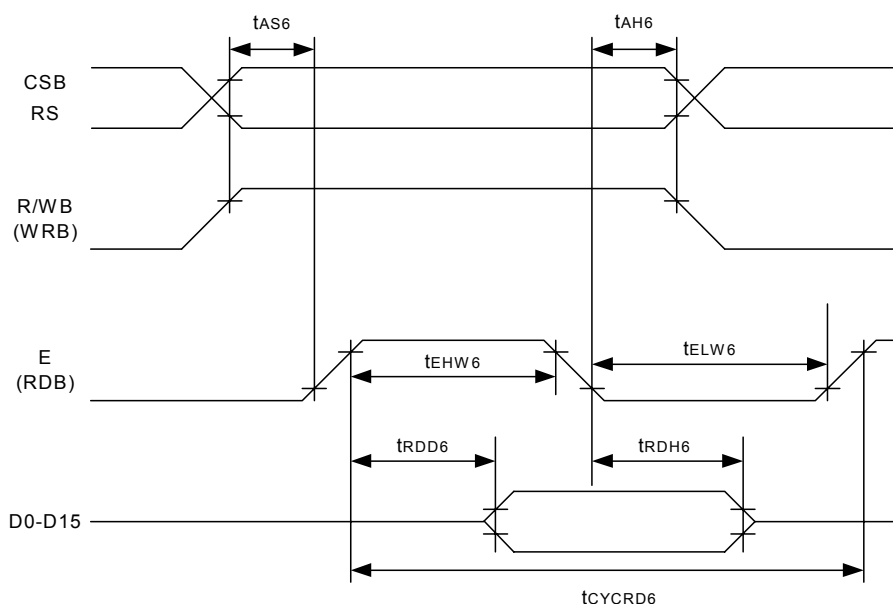 tAS6
tAH6
CSB
RS
R/WB
(WRB)
E
(RDB)
tEHW6
tELW6
tRDD6
tRDH6
D0-D15
tCYCRD6